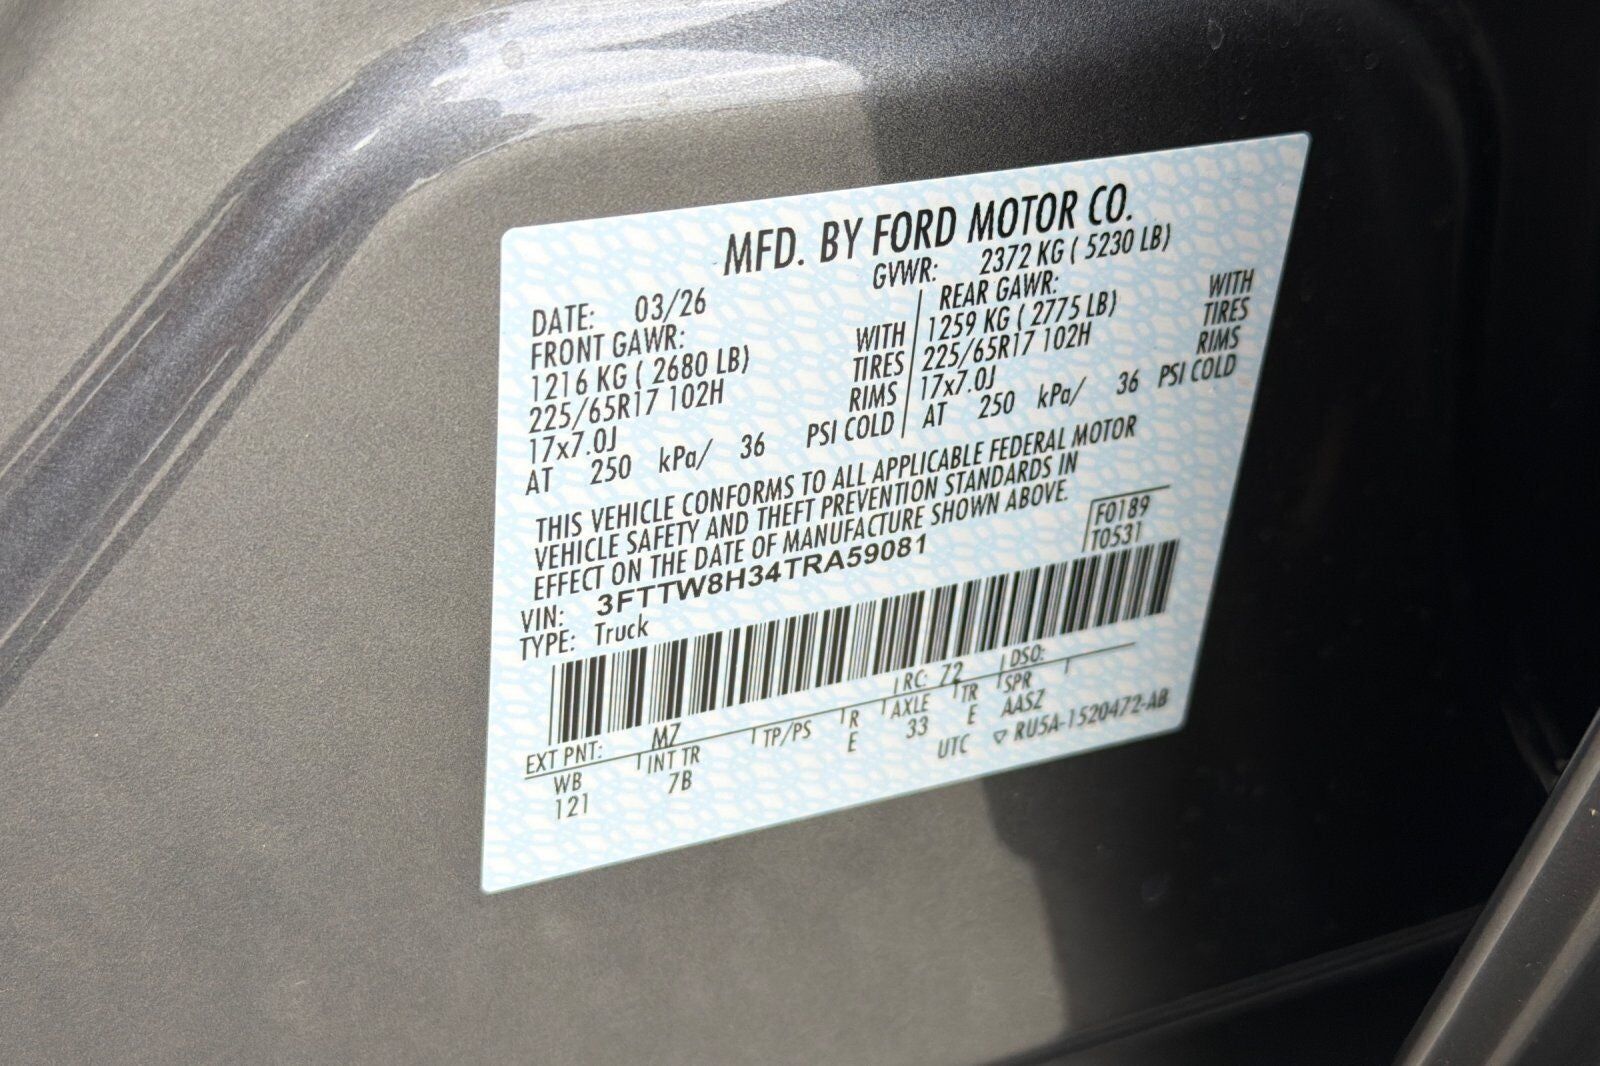 MFD. BY FORD MOTOR CO.
DATE: 03/26 GVWR: 2372 KG ( 5230 LB)
FRONT GAWR: REAR GAWR:
1216 KG ( 2680 LB) WITH 1259 KG ( 2775 LB) WITH
225/65R17 102H TIRES 225/65R17 102H TIRES
17x7.0J RIMS 17x7.0J RIMS
AT 250 kPa/ 36 PSI COLD AT 250 kPa/ 36 PSI COLD
THIS VEHICLE CONFORMS TO ALL APPLICABLE FEDERAL MOTOR
VEHICLE SAFETY AND THEFT PREVENTION STANDARDS IN
EFFECT ON THE DATE OF MANUFACTURE SHOWN ABOVE.
F0189
T0531
VIN: 3FTTW8H34TRA59081
TYPE: Truck
EXT PNT: M7 RC: 72 DSO:
WB INT TR TP/PS R AXLE TR SPR
121 7B E 33 E AASZ
UTC ▽ RU5A-1520472-AB